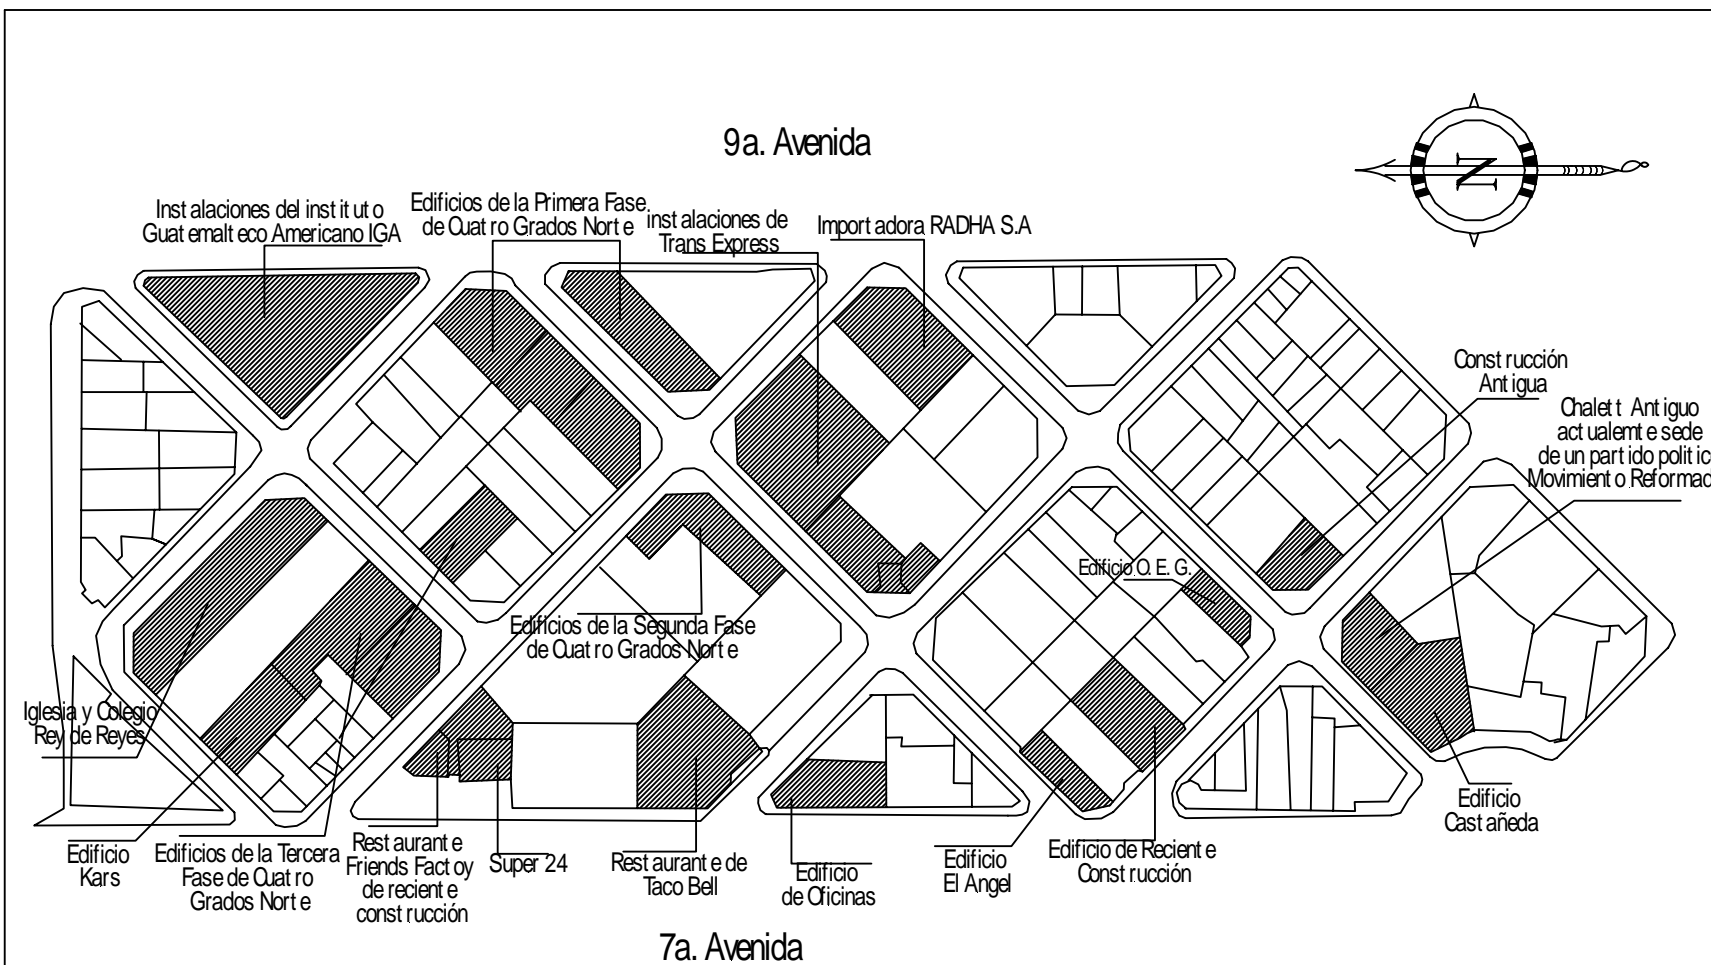 9a. Avenida
N
Instalaciones del instituto
Guatemalteco Americano IGA
Edificios de la Primera Fase
de Cuatro Grados Norte
instalaciones de
Trans Express
Importadora RADHA S.A
Construcción
Antigua
Chalet Antiguo
actualemte sede
de un partido politic
Movimiento Reformad
Edificio O. E. G.
Edificios de la Segunda Fase
de Cuatro Grados Norte
Iglesia y Colegio
Rey de Reyes
Edificio
Kars
Edificios de la Tercera
Fase de Cuatro
Grados Norte
Restaurante
Friends Factoy
de reciente
construcción
Super 24
Restaurante de
Taco Bell
Edificio
de Oficinas
Edificio
El Angel
Edificio de Reciente
Construcción
Edificio
Castañeda
7a. Avenida